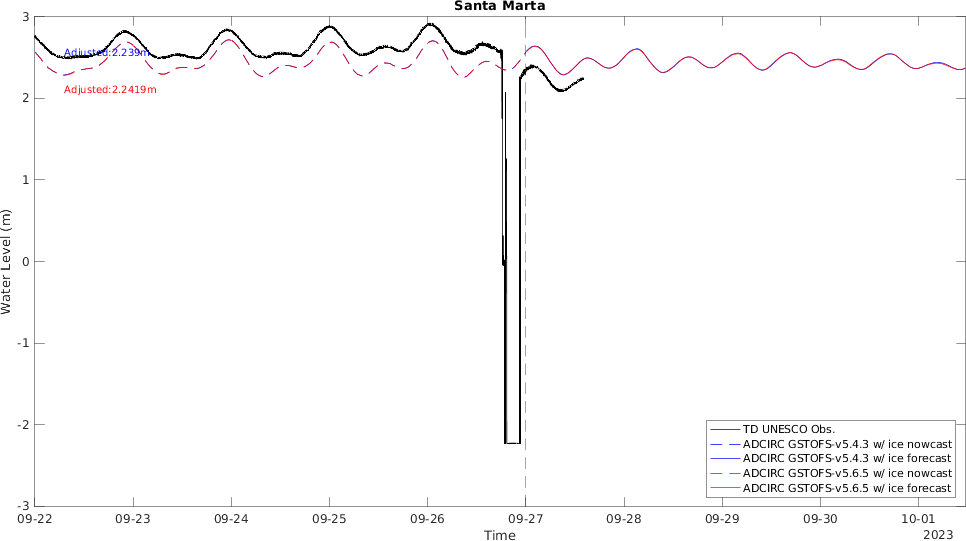 Santa Marta
3
2
1
0
-1
-2
-3
Water Level (m)
Adjusted:2.239m
Adjusted:2.2419m
TD UNESCO Obs.
ADCIRC GSTOFS-v5.4.3 w/ ice nowcast
ADCIRC GSTOFS-v5.4.3 w/ ice forecast
ADCIRC GSTOFS-v5.6.5 w/ ice nowcast
ADCIRC GSTOFS-v5.6.5 w/ ice forecast
09-22 09-23 09-24 09-25 09-26 09-27 09-28 09-29 09-30 10-01
Time
2023